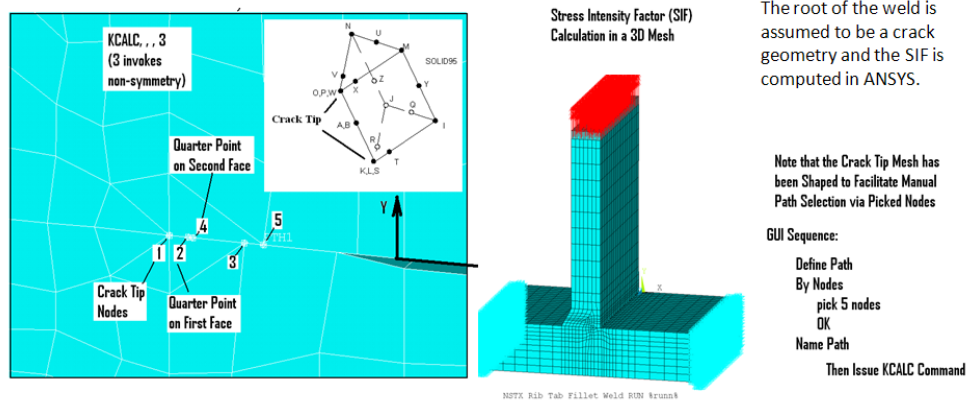 KCALC, , , 3
(3 invokes
non-symmetry)
N
U
M
SOLID95
V
Z
Y
O,P,W
X
J
Q
Crack Tip
A,B
I
R
T
K,L,S
Quarter Point
on Second Face
Y
4
5
TH1
1
2
3
Crack Tip
Nodes
Quarter Point
on First Face
Stress Intensity Factor (SIF)
Calculation in a 3D Mesh
X
NSTX Rib Tab Fillet Weld RUN %runn%
The root of the weld is
assumed to be a crack
geometry and the SIF is
computed in ANSYS.
Note that the Crack Tip Mesh has
been Shaped to Facilitate Manual
Path Selection via Picked Nodes
GUI Sequence:
Define Path
By Nodes
pick 5 nodes
OK
Name Path
Then Issue KCALC Command